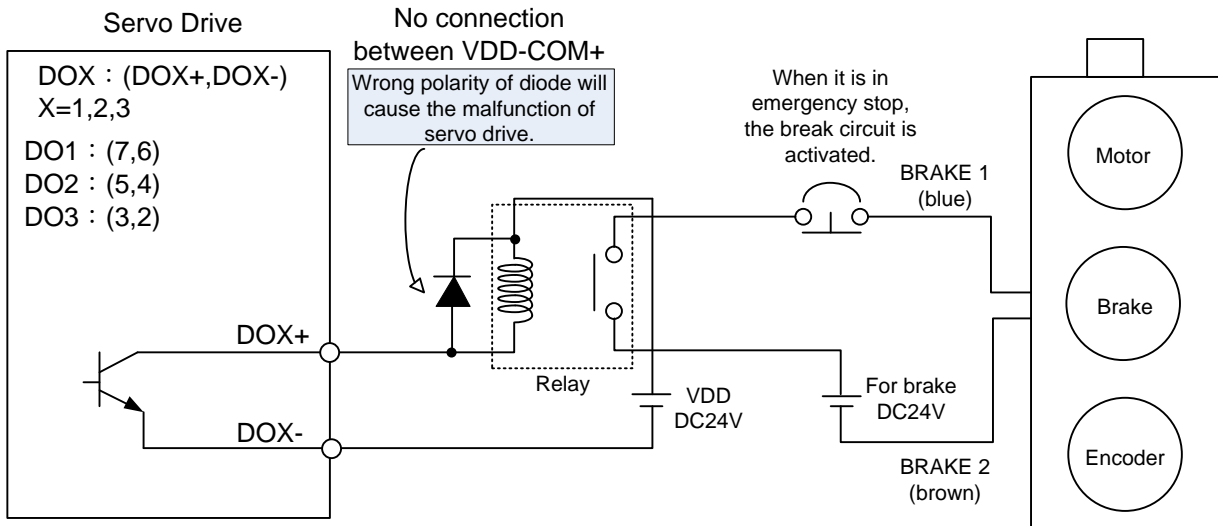 Servo Drive
DOX：(DOX+,DOX-)
X=1,2,3
DO1：(7,6)
DO2：(5,4)
DO3：(3,2)
DOX+
DOX-
No connection
between VDD-COM+
Wrong polarity of diode will
cause the malfunction of
servo drive.
Relay
VDD
DC24V
When it is in
emergency stop,
the break circuit is
activated.
BRAKE 1
(blue)
For brake
DC24V
BRAKE 2
(brown)
Motor
Brake
Encoder